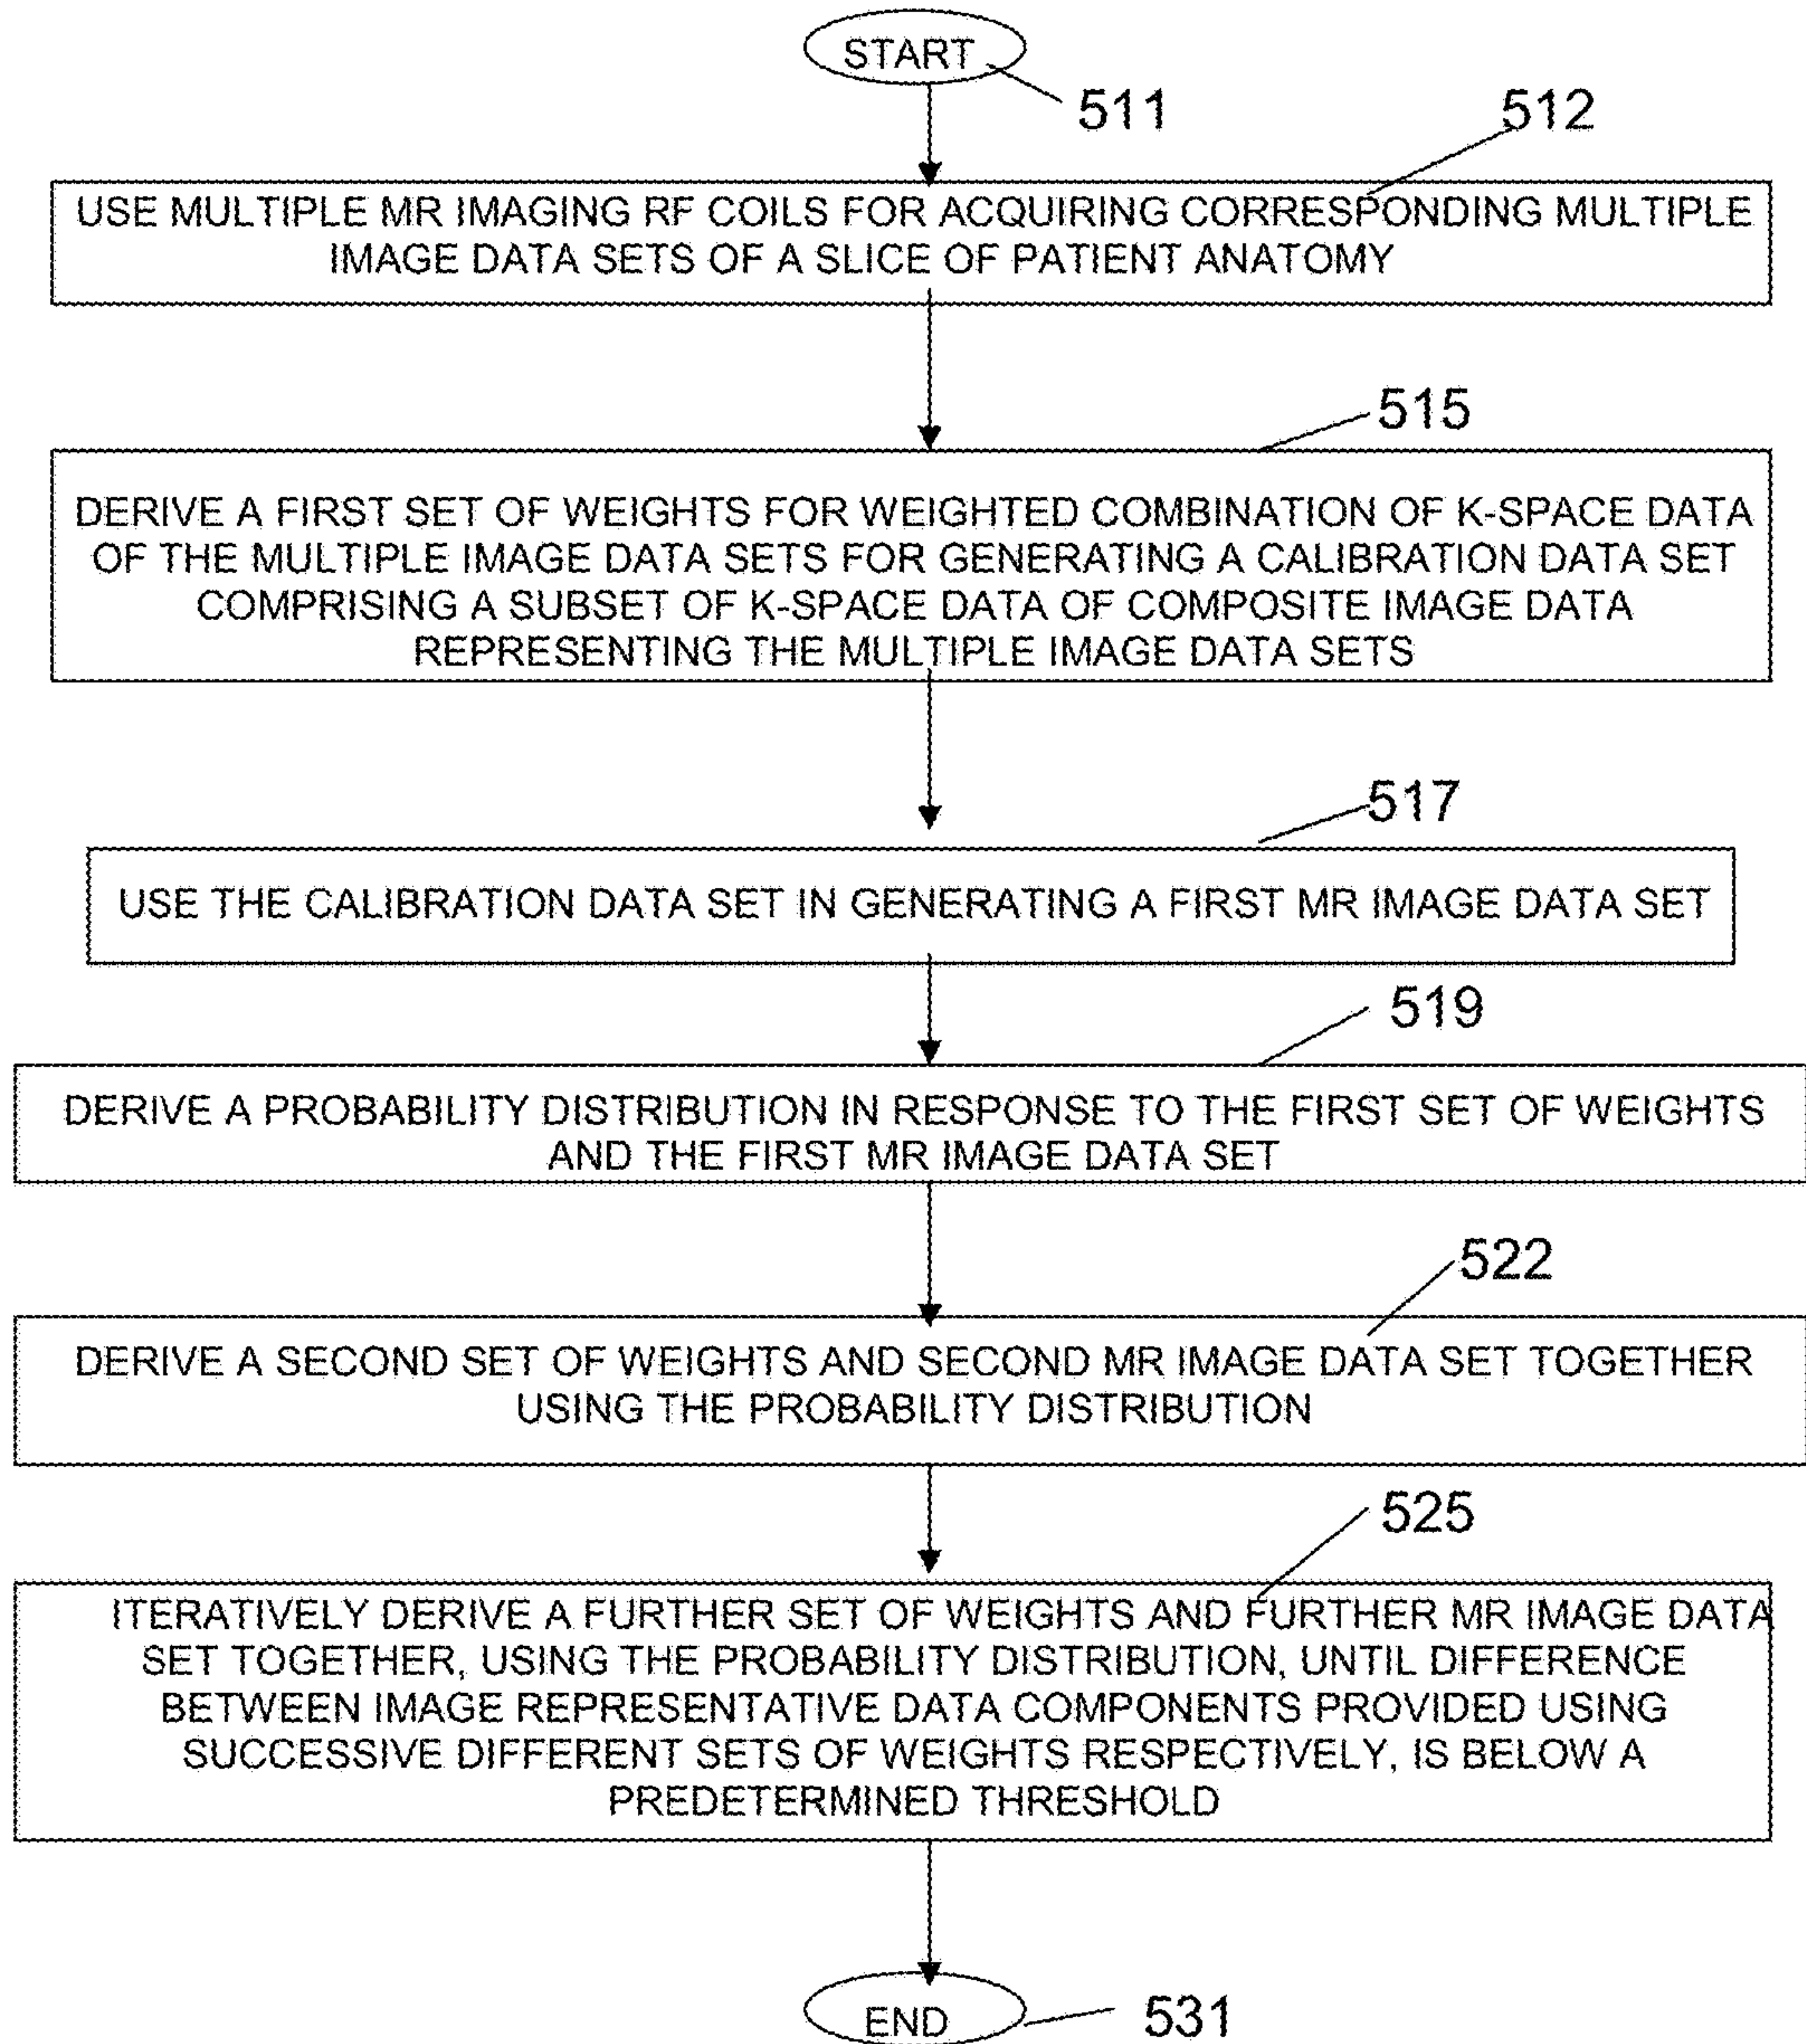 START
511
512
USE MULTIPLE MR IMAGING RF COILS FOR ACQUIRING CORRESPONDING MULTIPLE
IMAGE DATA SETS OF A SLICE OF PATIENT ANATOMY
515
DERIVE A FIRST SET OF WEIGHTS FOR WEIGHTED COMBINATION OF K-SPACE DATA
OF THE MULTIPLE IMAGE DATA SETS FOR GENERATING A CALIBRATION DATA SET
COMPRISING A SUBSET OF K-SPACE DATA OF COMPOSITE IMAGE DATA
REPRESENTING THE MULTIPLE IMAGE DATA SETS
517
USE THE CALIBRATION DATA SET IN GENERATING A FIRST MR IMAGE DATA SET
519
DERIVE A PROBABILITY DISTRIBUTION IN RESPONSE TO THE FIRST SET OF WEIGHTS
AND THE FIRST MR IMAGE DATA SET
522
DERIVE A SECOND SET OF WEIGHTS AND SECOND MR IMAGE DATA SET TOGETHER
USING THE PROBABILITY DISTRIBUTION
525
ITERATIVELY DERIVE A FURTHER SET OF WEIGHTS AND FURTHER MR IMAGE DATA
SET TOGETHER, USING THE PROBABILITY DISTRIBUTION, UNTIL DIFFERENCE
BETWEEN IMAGE REPRESENTATIVE DATA COMPONENTS PROVIDED USING
SUCCESSIVE DIFFERENT SETS OF WEIGHTS RESPECTIVELY, IS BELOW A
PREDETERMINED THRESHOLD
END
531